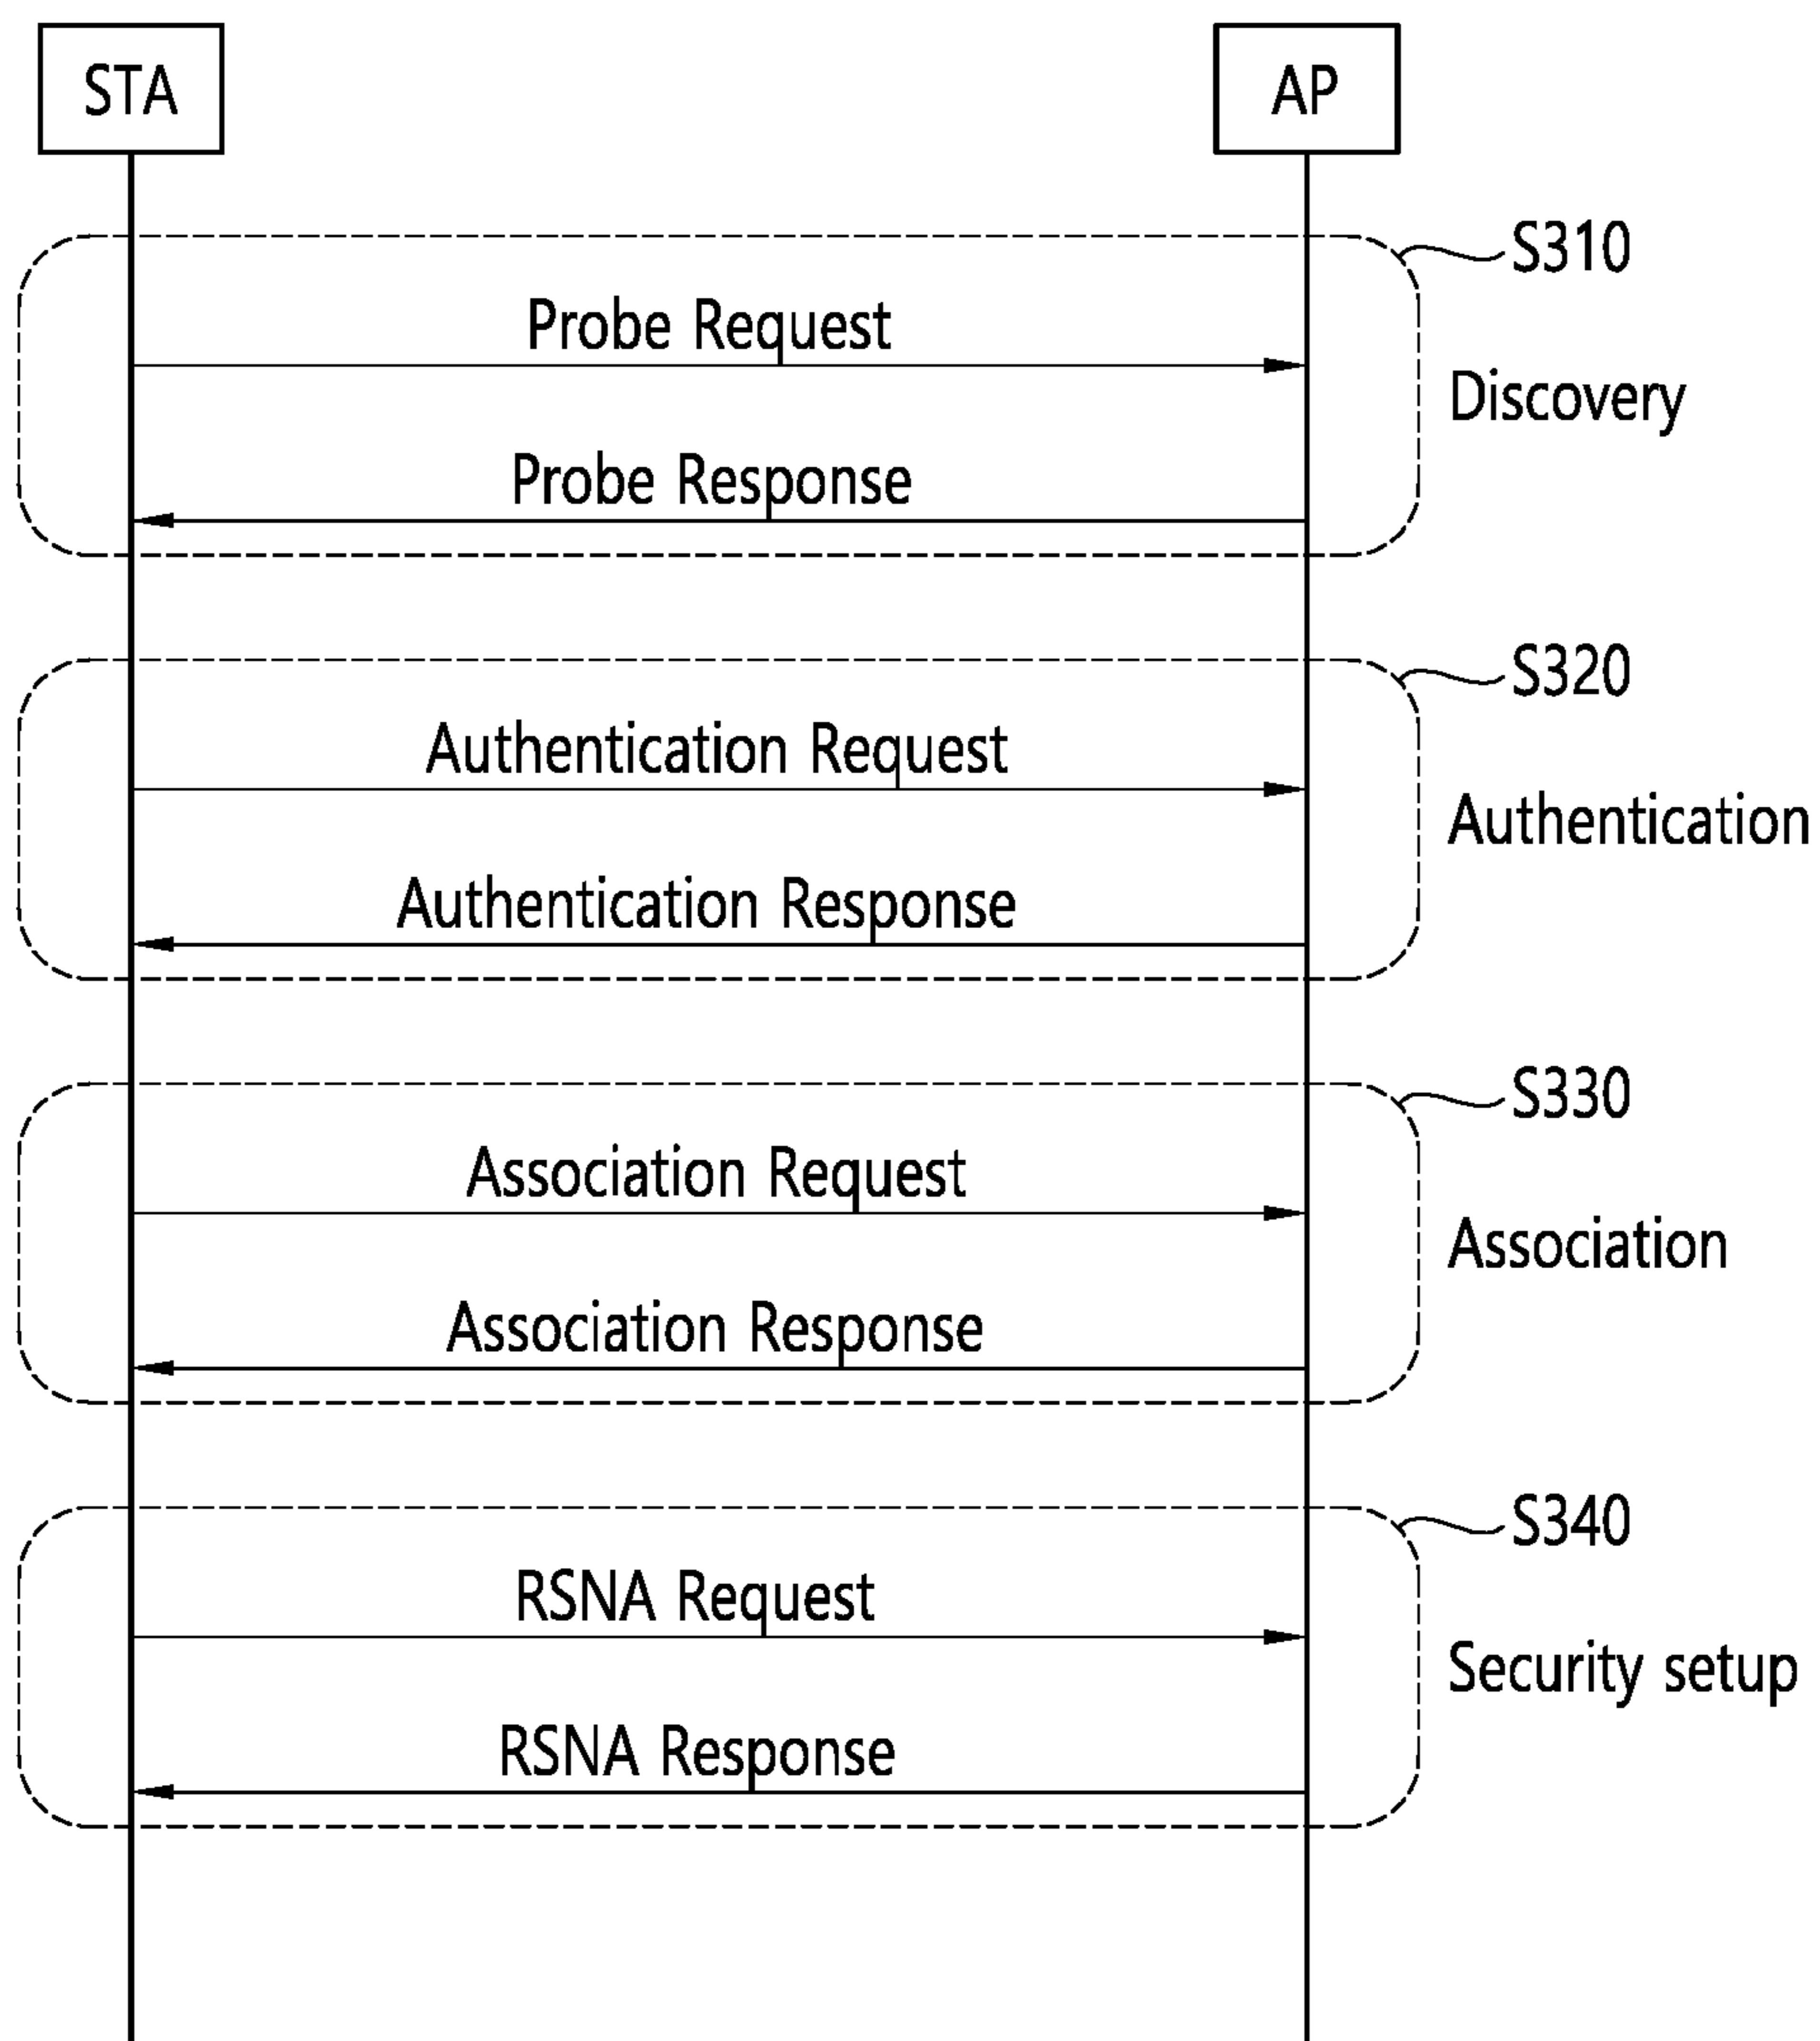 STA
AP
S310
Probe Request
Discovery
Probe Response
S320
Authentication Request
Authentication
Authentication Response
S330
Association Request
Association
Association Response
S340
RSNA Request
Security setup
RSNA Response